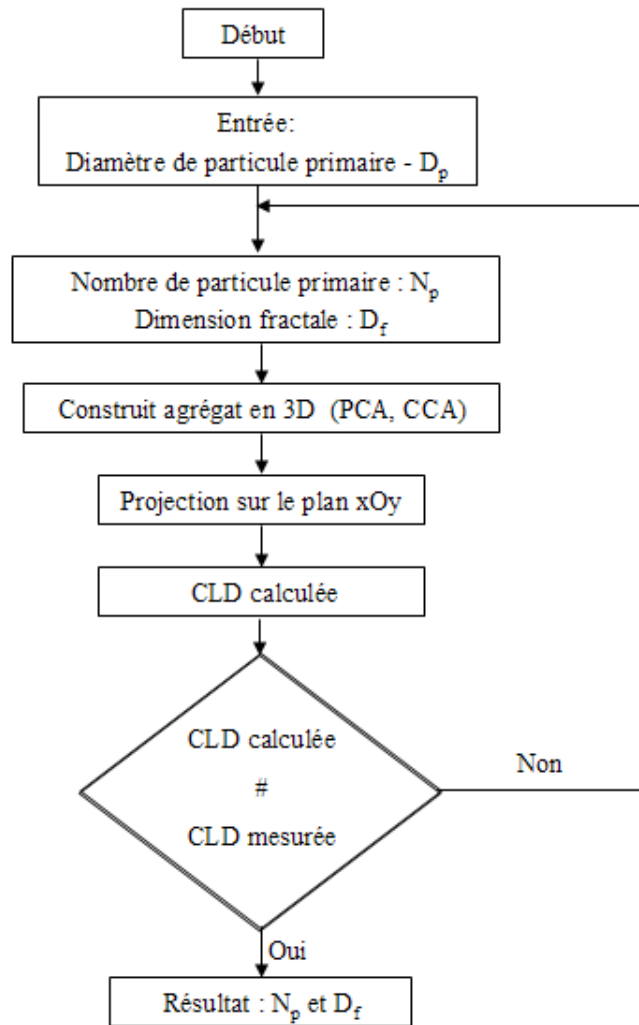 Début
Entrée:
Diamètre de particule primaire - Dp
Nombre de particule primaire : Np
Dimension fractale : Df
Construit agrégat en 3D (PCA, CCA)
Projection sur le plan xOy
CLD calculée
CLD calculée
#
CLD mesurée
Non
Oui
Résultat : Np et Df